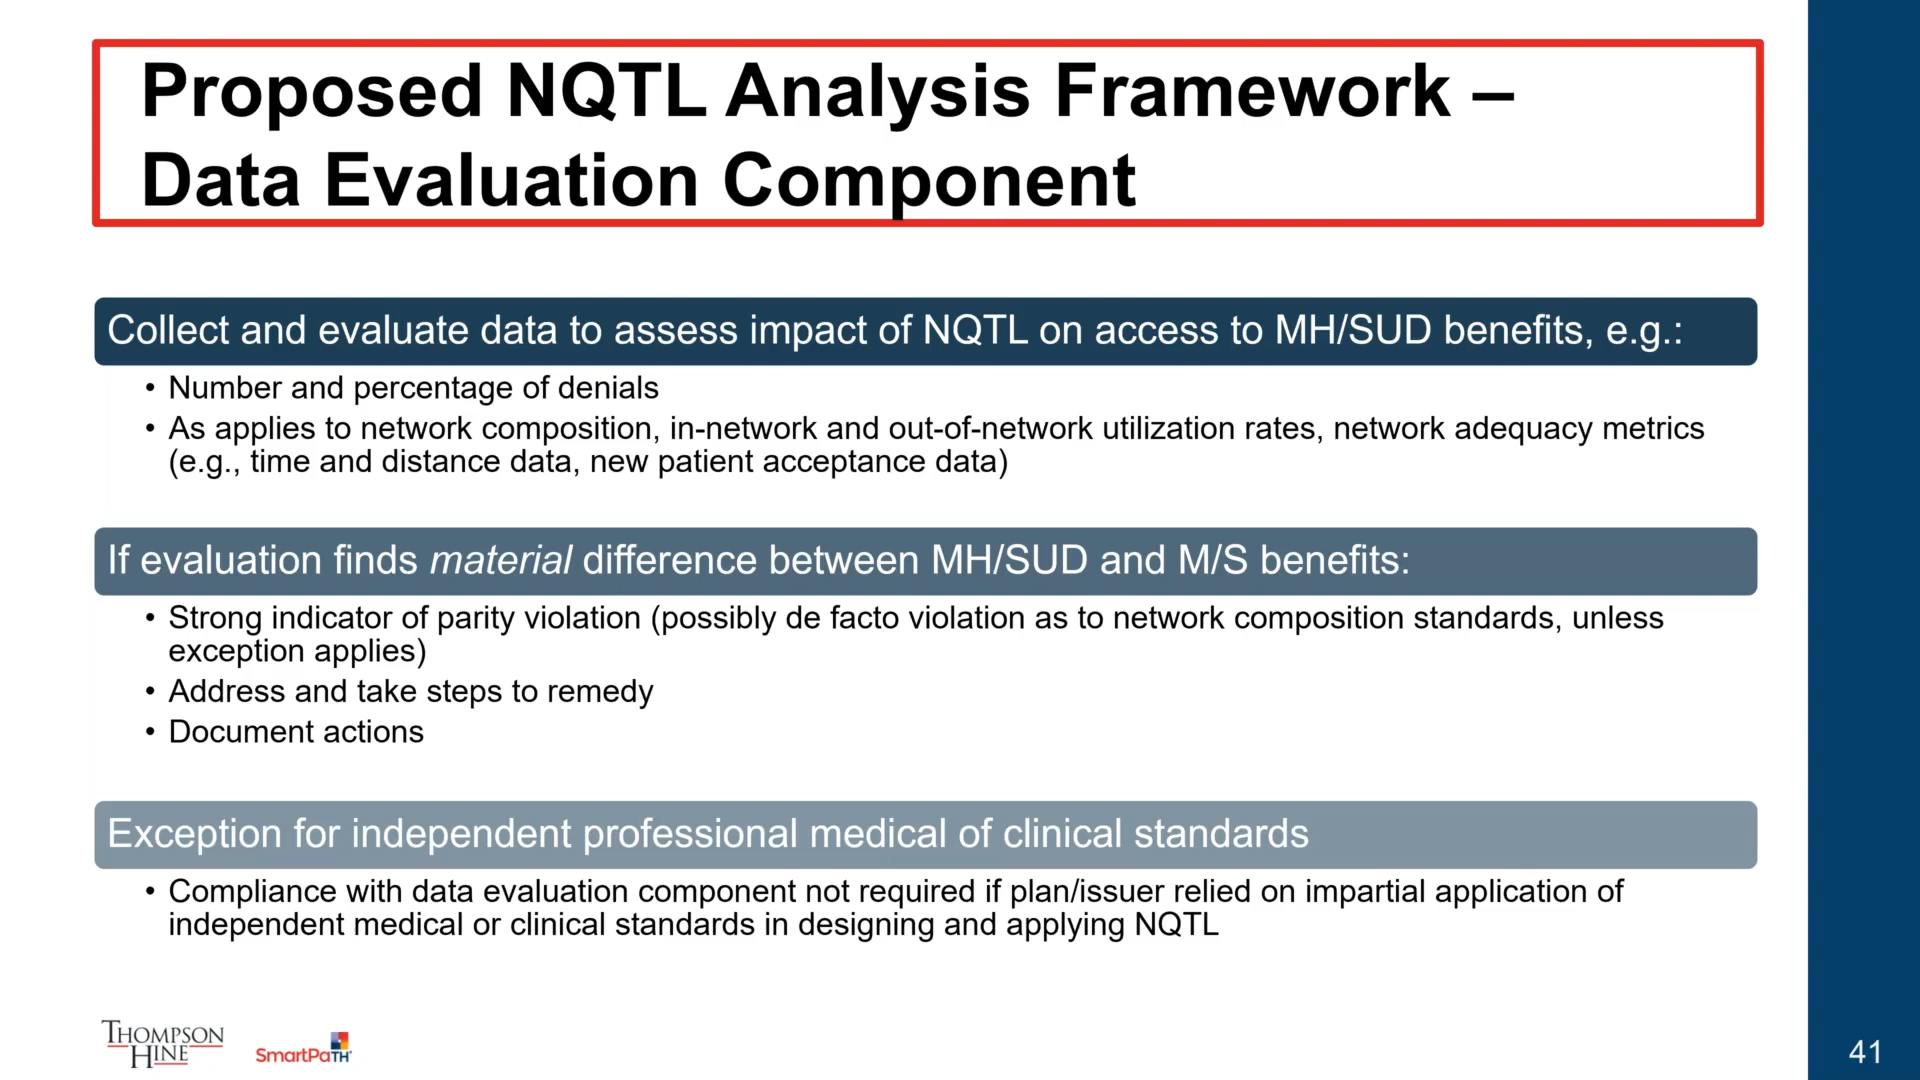 Proposed NQTL Analysis Framework –
Data Evaluation Component
Collect and evaluate data to assess impact of NQTL on access to MH/SUD benefits, e.g.:
• Number and percentage of denials
• As applies to network composition, in-network and out-of-network utilization rates, network adequacy metrics
(e.g., time and distance data, new patient acceptance data)
If evaluation finds material difference between MH/SUD and M/S benefits:
• Strong indicator of parity violation (possibly de facto violation as to network composition standards, unless
exception applies)
• Address and take steps to remedy
• Document actions
Exception for independent professional medical of clinical standards
• Compliance with data evaluation component not required if plan/issuer relied on impartial application of
independent medical or clinical standards in designing and applying NQTL
THOMPSON
HINE
SmartPaTH
41